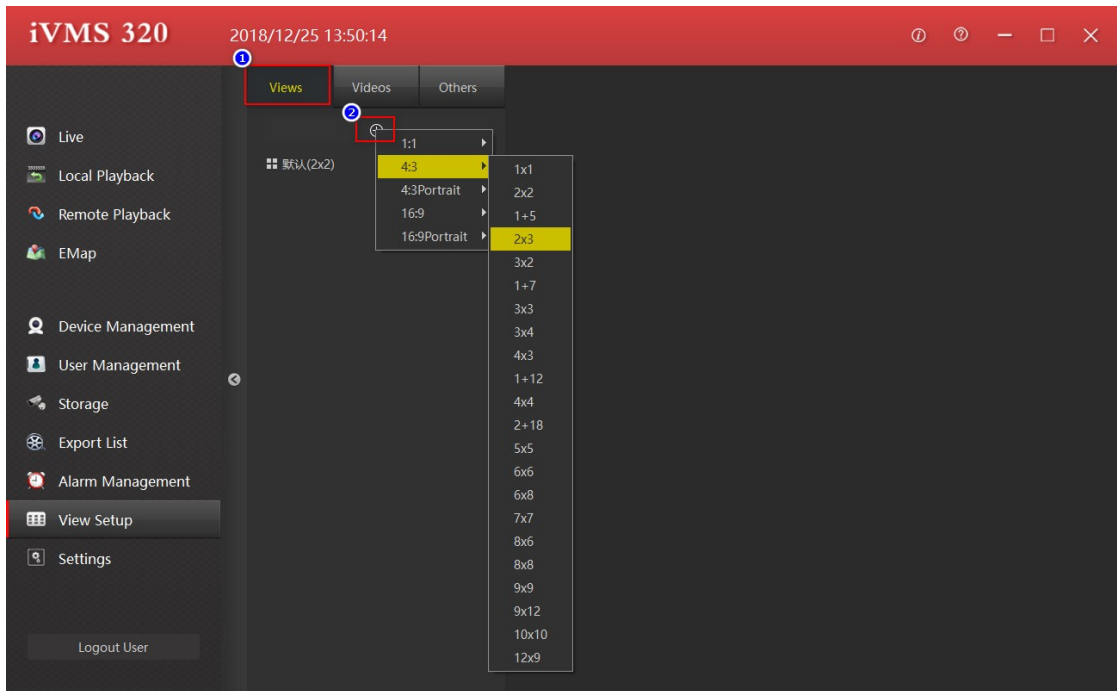 iVMS 320
2018/12/25 13:50:14
1
Views
Videos
Others
2
Live
Local Playback
Remote Playback
EMap
Device Management
User Management
Storage
Export List
Alarm Management
View Setup
Settings
Logout User
默认(2x2)
1:1
4:3
4:3Portrait
16:9
16:9Portrait
1x1
2x2
1+5
2x3
3x2
1+7
3x3
3x4
4x3
1+12
4x4
2+18
5x5
6x6
6x8
7x7
8x6
8x8
9x9
9x12
10x10
12x9